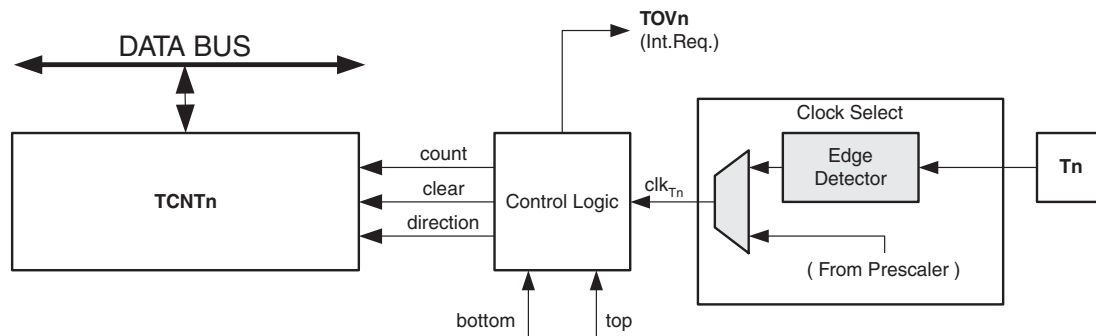 TOVn
(Int.Req.)
DATA BUS
Clock Select
count
clear
direction
TCNTn
Control Logic
clkTn
Edge
Detector
Tn
( From Prescaler )
bottom
top